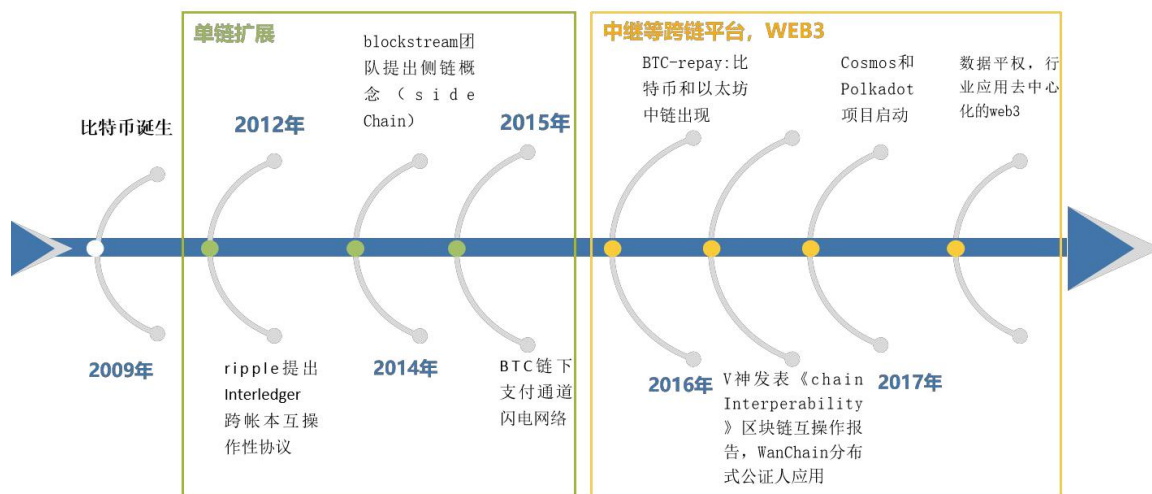 单链扩展
中继等跨链平台，WEB3
比特币诞生
2009年
2012年
ripple提出
Interledger
跨帐本互操
作性协议
blockstream团
队提出侧链概
念（side
Chain）
2014年
2015年
BTC链下
支付通道
闪电网络
BTC-repay:比
特币和以太坊
中链出现
2016年
V神发表《chain
Interperability
》区块链互操作报
告，WanChain分布
式公证人应用
Cosmos和
Polkadot
项目启动
2017年
数据平权，行
业应用去中心
化的web3